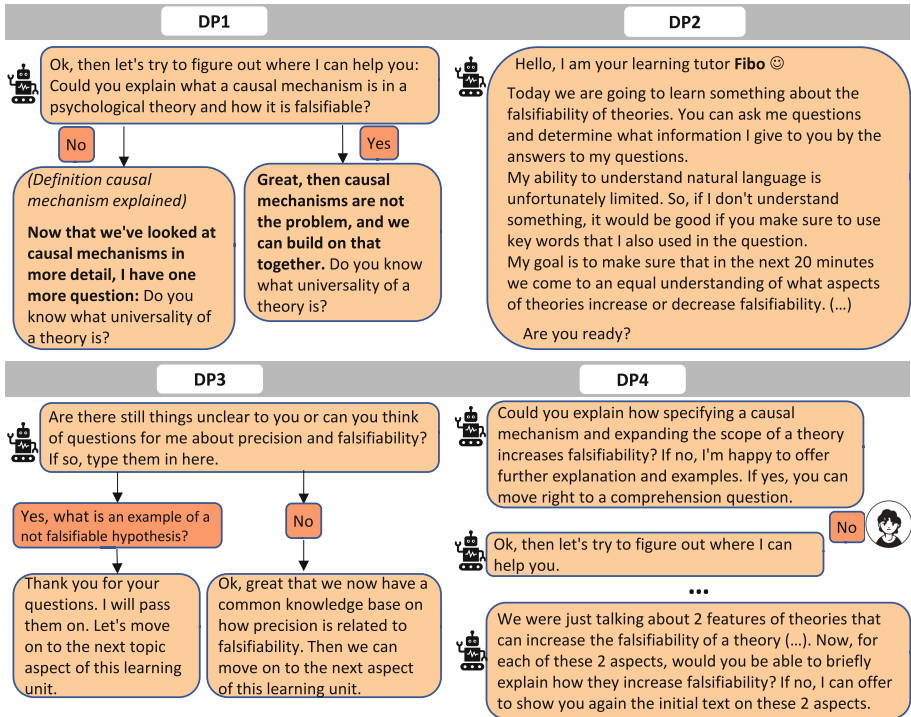 DP1
Ok, then let's try to figure out where I can help you:
Could you explain what a causal mechanism is in a
psychological theory and how it is falsifiable?
No
Yes
(Definition causal
mechanism explained)
Now that we've looked at
causal mechanisms in
more detail, I have one
more question: Do you
know what universality of
a theory is?
Great, then causal
mechanisms are not
the problem, and we
can build on that
together. Do you know
what universality of a
theory is?
DP2
Hello, I am your learning tutor Fibo ☺
Today we are going to learn something about the
falsifiability of theories. You can ask me questions
and determine what information I give to you by the
answers to my questions.
My ability to understand natural language is
unfortunately limited. So, if I don't understand
something, it would be good if you make sure to use
key words that I also used in the question.
My goal is to make sure that in the next 20 minutes
we come to an equal understanding of what aspects
of theories increase or decrease falsifiability. (…)
Are you ready?
DP3
Are there still things unclear to you or can you think
of questions for me about precision and falsifiability?
If so, type them in here.
Yes, what is an example of a
not falsifiable hypothesis?
No
Thank you for your
questions. I will pass
them on. Let's move
on to the next topic
aspect of this learning
unit.
Ok, great that we now have a
common knowledge base on
how precision is related to
falsifiability. Then we can
move on to the next aspect
of this learning unit.
DP4
Could you explain how specifying a causal
mechanism and expanding the scope of a theory
increases falsifiability? If no, I'm happy to offer
further explanation and examples. If yes, you can
move right to a comprehension question.
No
Ok, then let's try to figure out where I can
help you.
...
We were just talking about 2 features of theories that
can increase the falsifiability of a theory (…). Now, for
each of these 2 aspects, would you be able to briefly
explain how they increase falsifiability? If no, I can offer
to show you again the initial text on these 2 aspects.